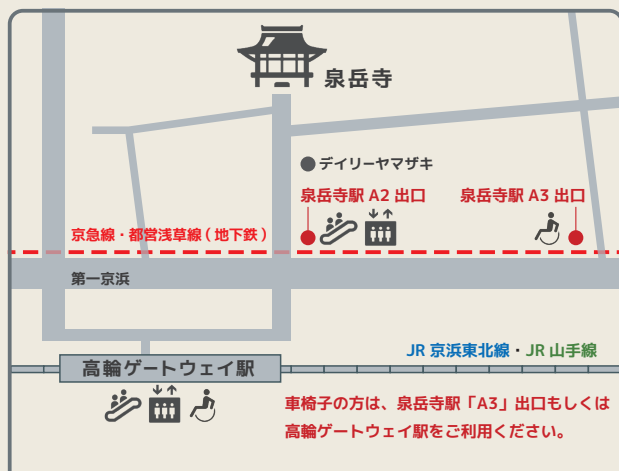 泉岳寺
デイリーヤマザキ
泉岳寺駅 A2 出口
泉岳寺駅 A3 出口
京急線・都営浅草線 ( 地下鉄 )
第一京浜
JR 京浜東北線・JR 山手線
高輪ゲートウェイ駅
車椅子の方は、泉岳寺駅「A3」出口もしくは
高輪ゲートウェイ駅をご利用ください。